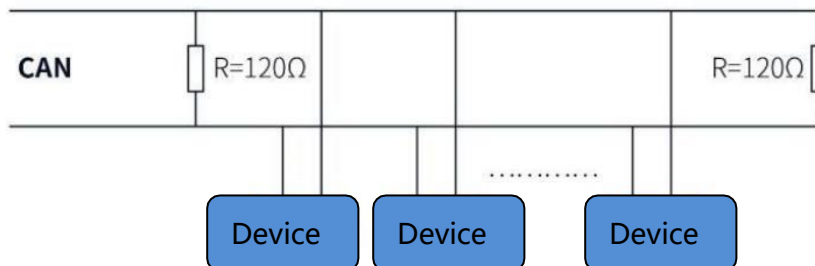 CAN
R=120Ω
R=120Ω
…………
Device
Device
Device